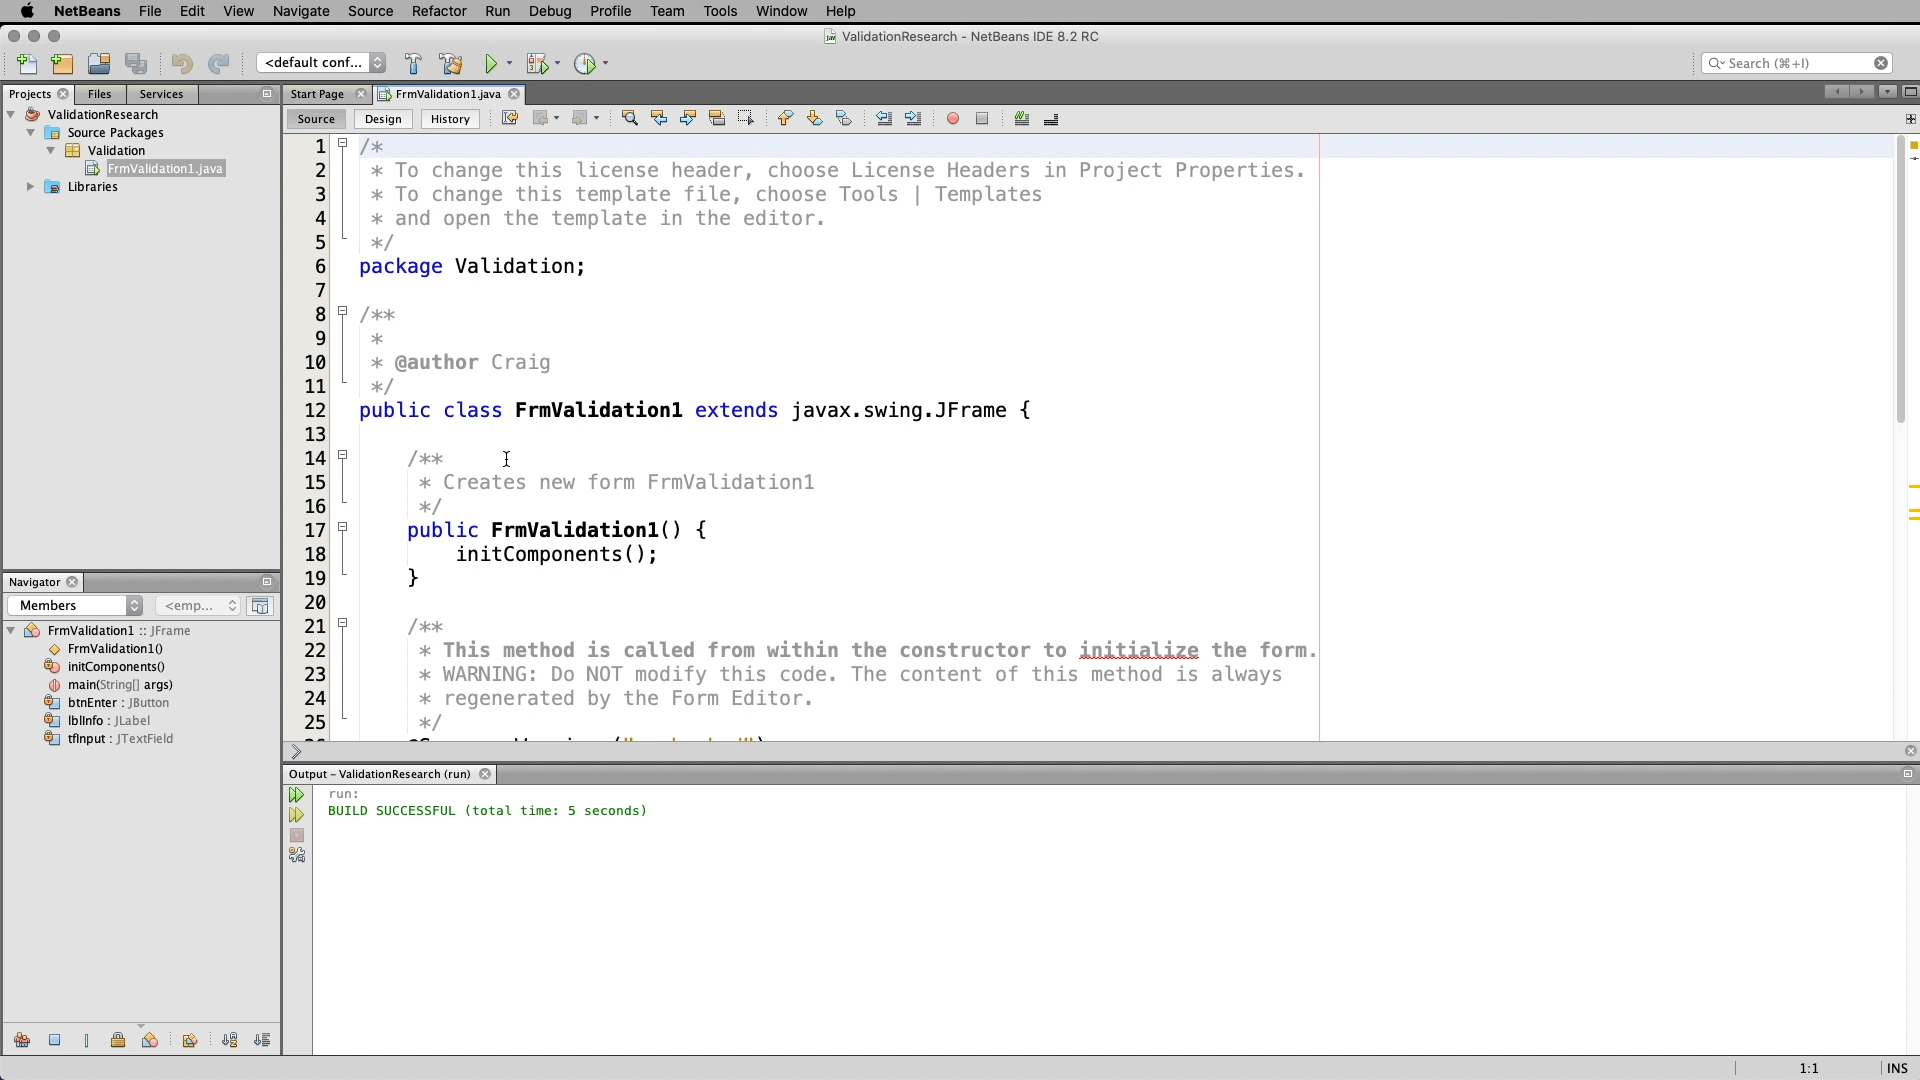 NetBeans File Edit View Navigate Source Refactor Run Debug Profile Team Tools Window Help
ValidationResearch - NetBeans IDE 8.2 RC
<default conf...
Search (⌘+I)
Projects Files Services
Start Page FrmValidation1.java
Source Design History
ValidationResearch
Source Packages
Validation
FrmValidation1.java
Libraries
1 /*
2 * To change this license header, choose License Headers in Project Properties.
3 * To change this template file, choose Tools | Templates
4 * and open the template in the editor.
5 */
6 package Validation;
7
8 /**
9 *
10 * @author Craig
11 */
12 public class FrmValidation1 extends javax.swing.JFrame {
13
14 /**
15 * Creates new form FrmValidation1
16 */
17 public FrmValidation1() {
18 initComponents();
19 }
20
21 /**
22 * This method is called from within the constructor to initialize the form.
23 * WARNING: Do NOT modify this code. The content of this method is always
24 * regenerated by the Form Editor.
25 */
Navigator
Members <emp...
FrmValidation1 :: JFrame
FrmValidation1()
initComponents()
main(String[] args)
btnEnter : JButton
lblInfo : JLabel
tfInput : JTextField
Output - ValidationResearch (run)
run:
BUILD SUCCESSFUL (total time: 5 seconds)
1:1 INS